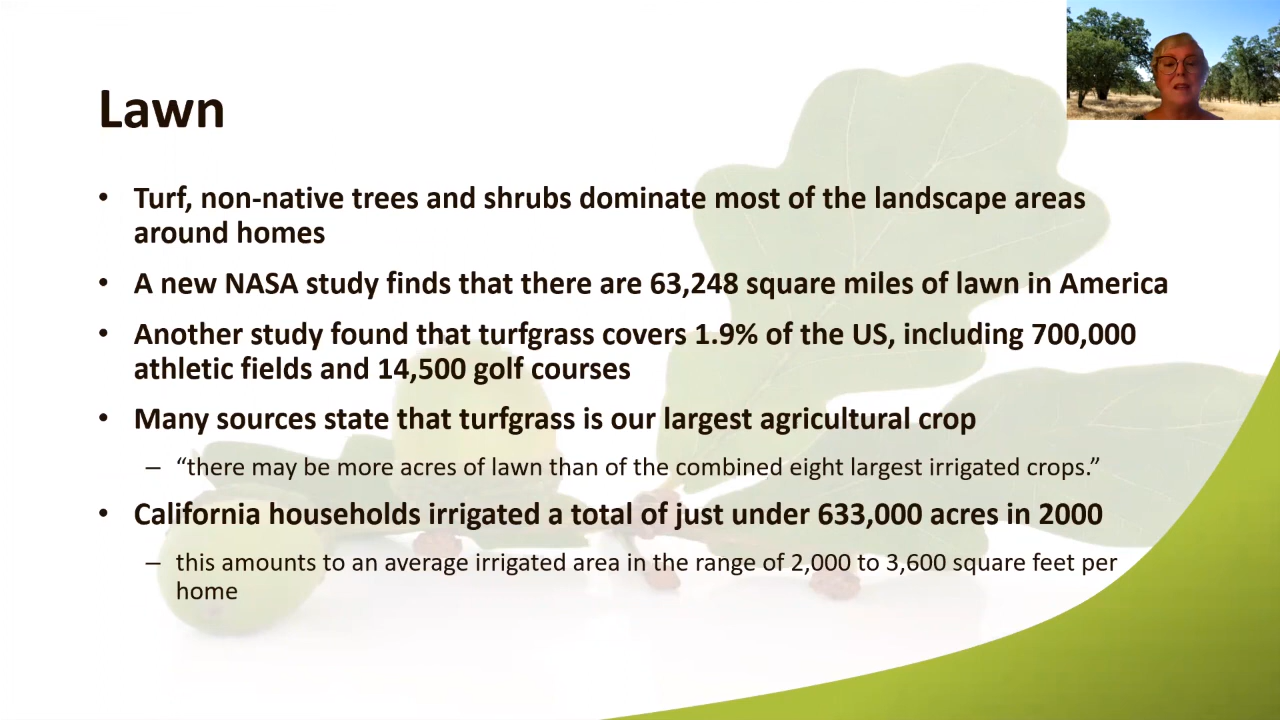 Lawn
• Turf, non-native trees and shrubs dominate most of the landscape areas
around homes
• A new NASA study finds that there are 63,248 square miles of lawn in America
• Another study found that turfgrass covers 1.9% of the US, including 700,000
athletic fields and 14,500 golf courses
• Many sources state that turfgrass is our largest agricultural crop
– “there may be more acres of lawn than of the combined eight largest irrigated crops.”
• California households irrigated a total of just under 633,000 acres in 2000
– this amounts to an average irrigated area in the range of 2,000 to 3,600 square feet per
home